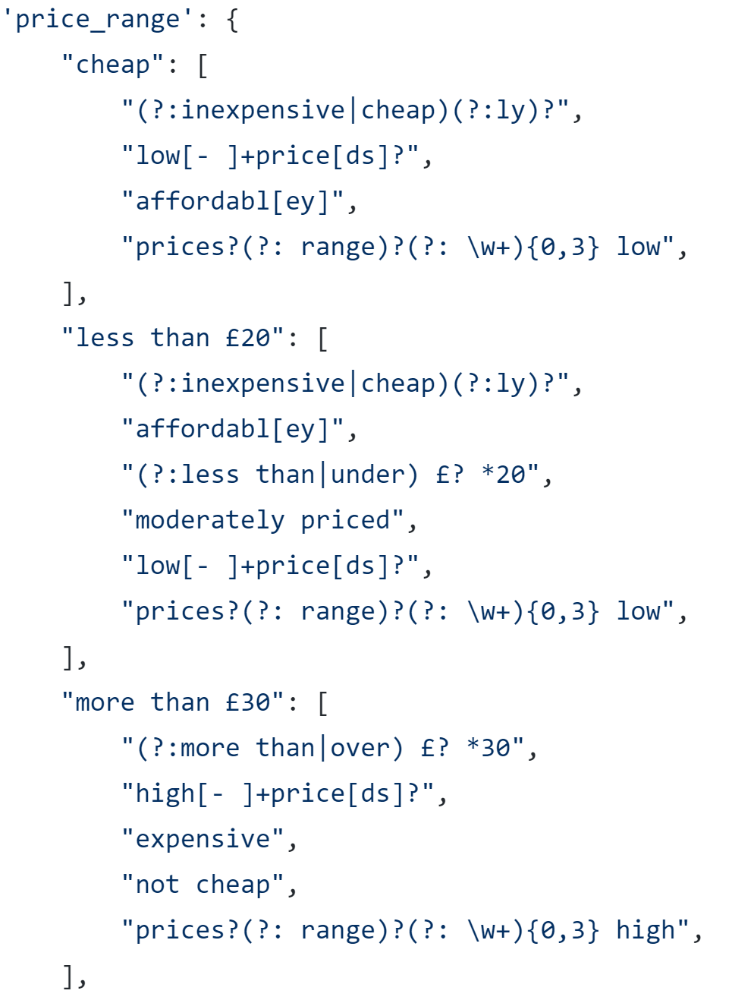 'price_range': {
    "cheap": [
        "(?:inexpensive|cheap)(?:ly)?",
        "low[- ]+price[ds]?",
        "affordabl[ey]",
        "prices?(?: range)?(?: \w+){0,3} low",
    ],
    "less than £20": [
        "(?:inexpensive|cheap)(?:ly)?",
        "affordabl[ey]",
        "(?:less than|under) £? *20",
        "moderately priced",
        "low[- ]+price[ds]?",
        "prices?(?: range)?(?: \w+){0,3} low",
    ],
    "more than £30": [
        "(?:more than|over) £? *30",
        "high[- ]+price[ds]?",
        "expensive",
        "not cheap",
        "prices?(?: range)?(?: \w+){0,3} high",
    ],